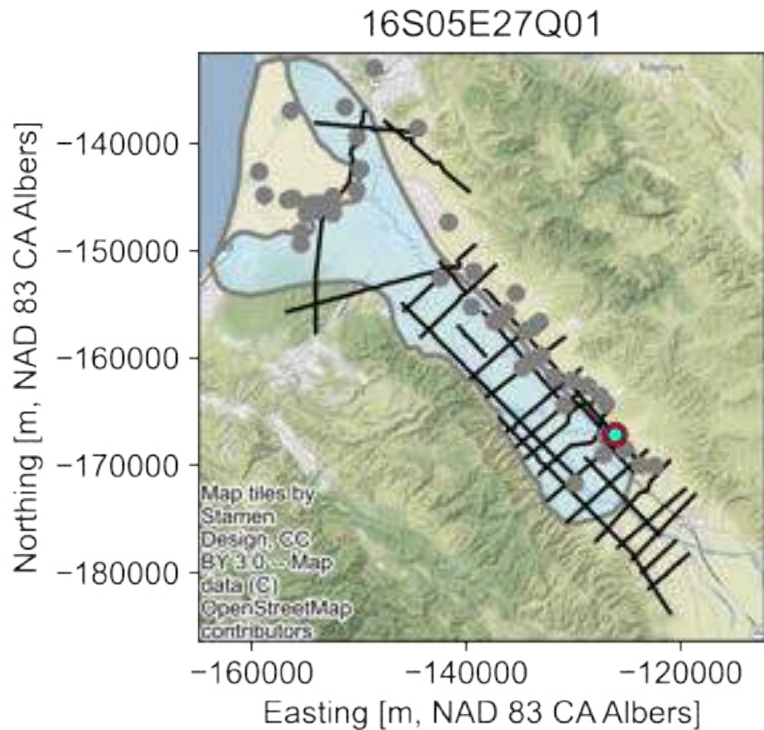 16S05E27Q01
Northing [m, NAD 83 CA Albers]
−140000
−150000
−160000
−170000
−180000
Map tiles by
Stamen
Design, CC
BY 3.0 -- Map
data (C)
OpenStreetMap
contributors
−160000
−140000
−120000
Easting [m, NAD 83 CA Albers]